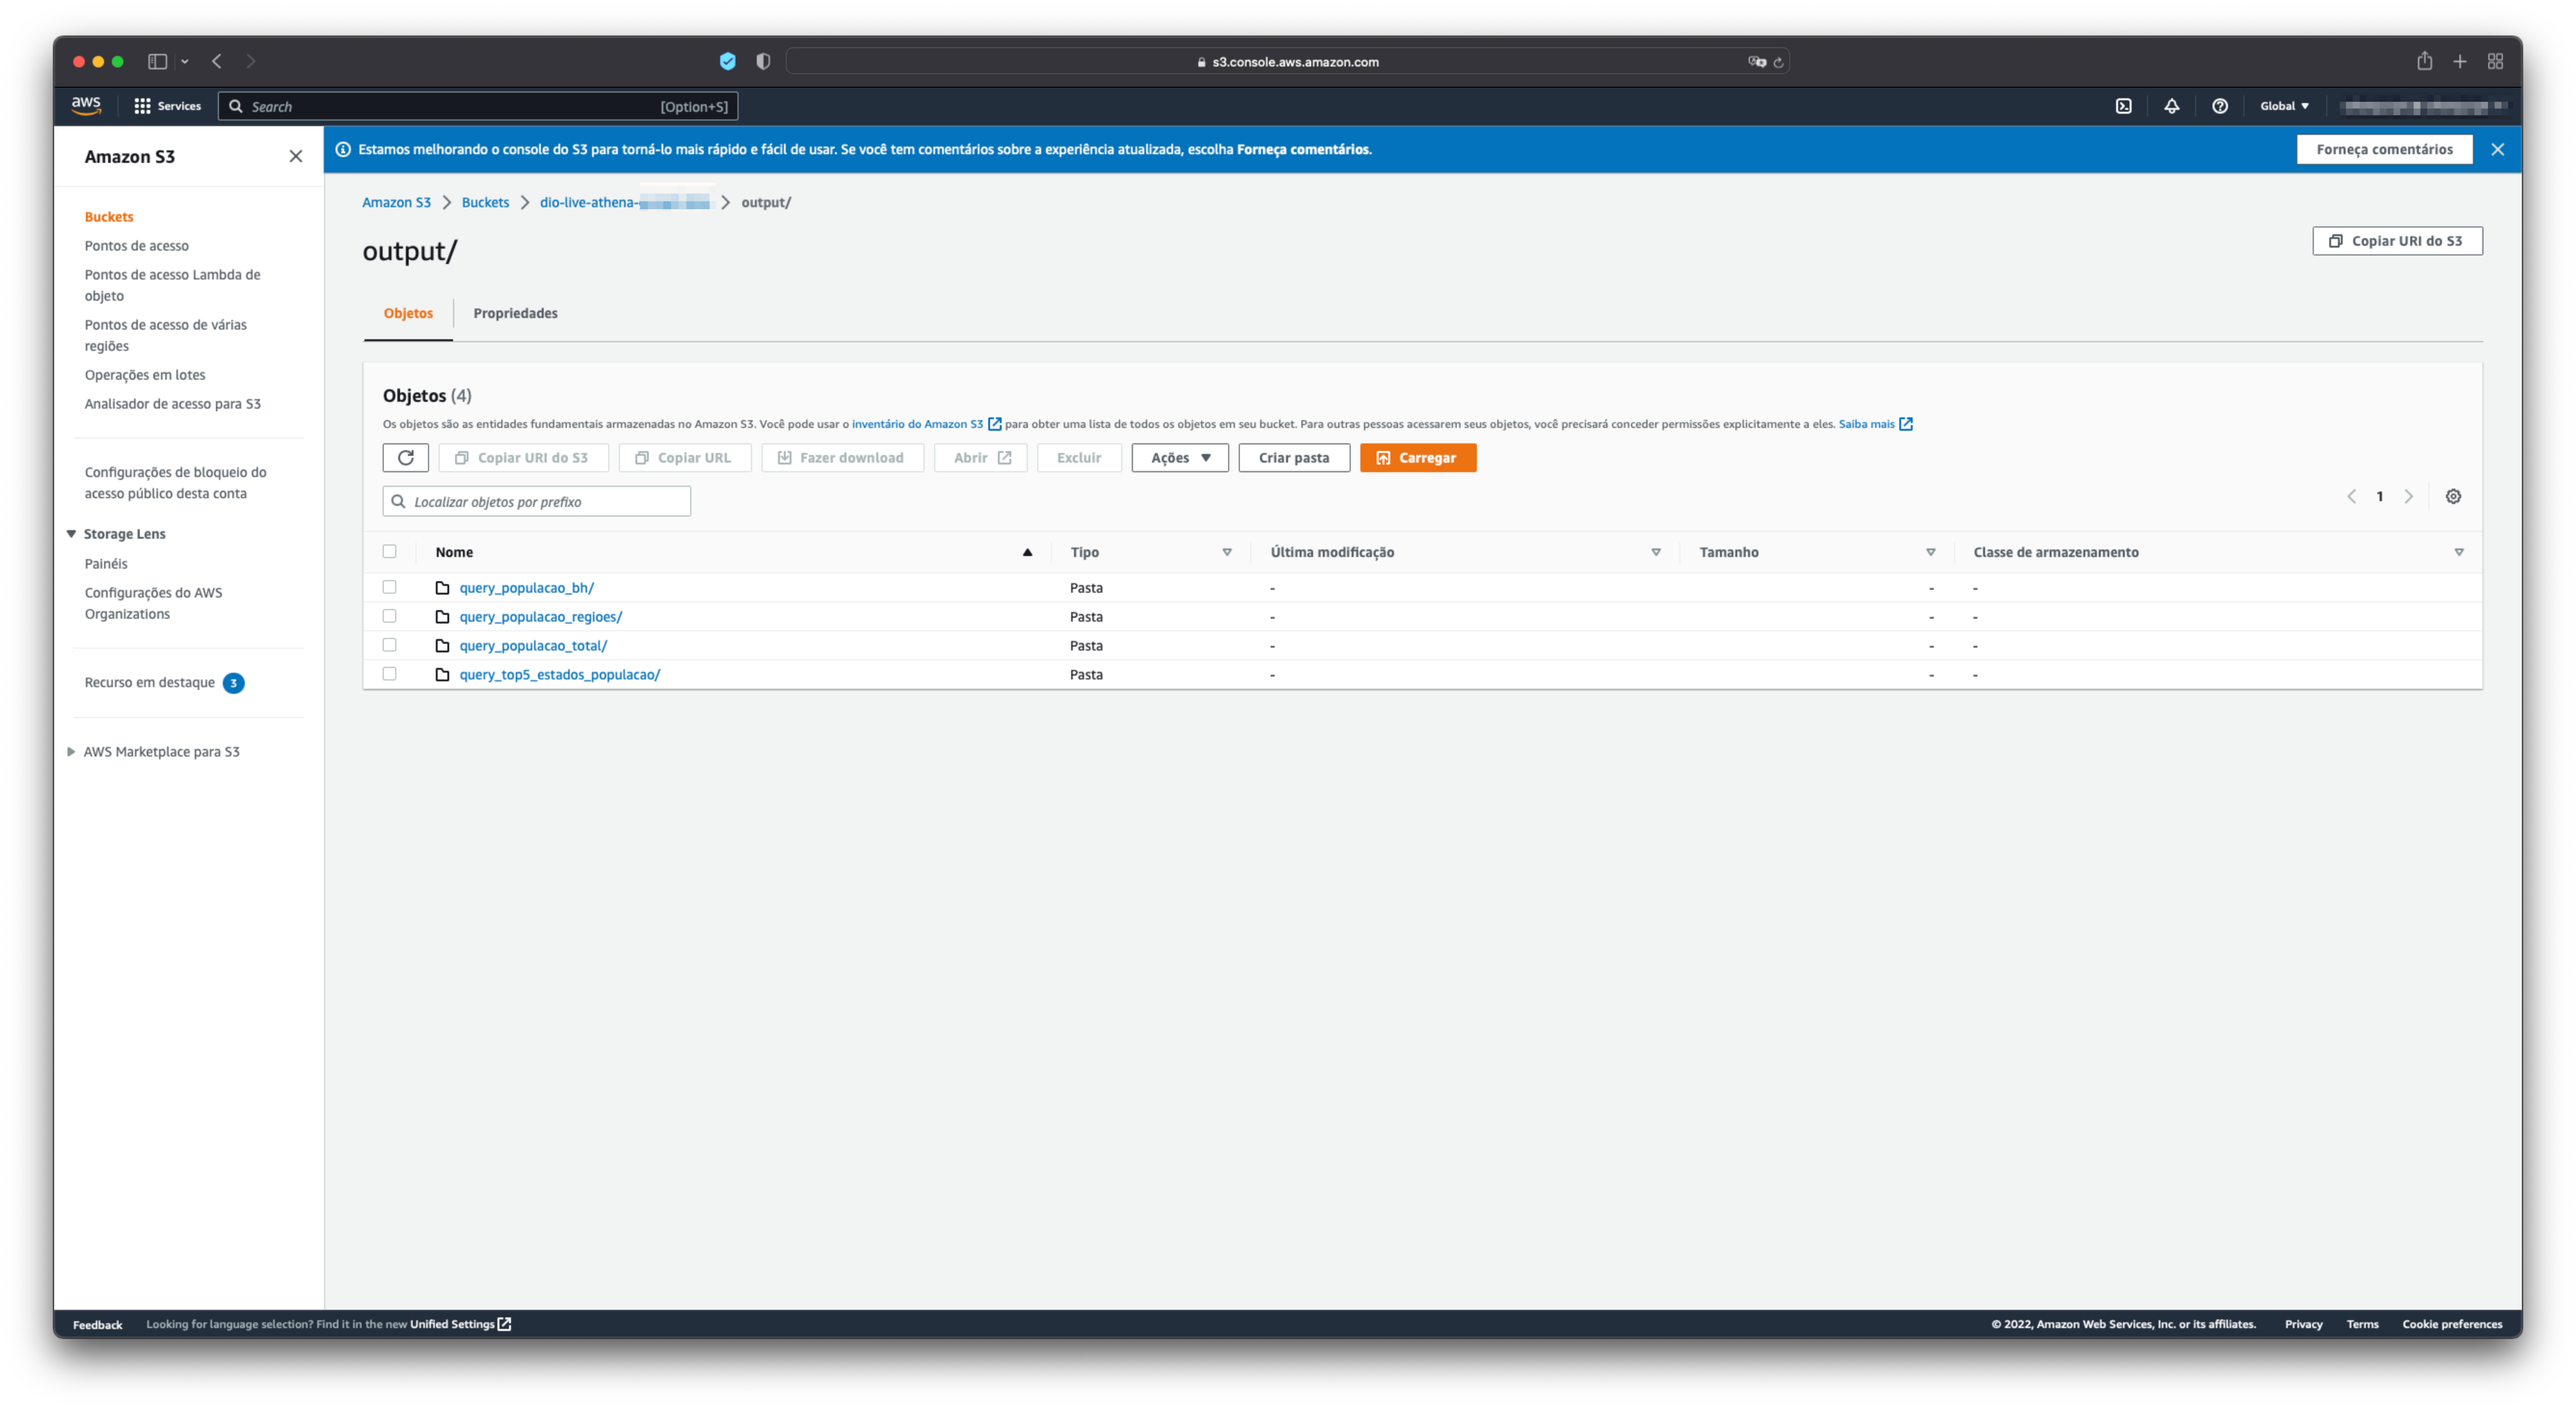 s3.console.aws.amazon.com
aws Services Search [Option+S] Global
Amazon S3
Estamos melhorando o console do S3 para torná-lo mais rápido e fácil de usar. Se você tem comentários sobre a experiência atualizada, escolha Forneça comentários.
Forneça comentários
Buckets
Pontos de acesso
Pontos de acesso Lambda de
objeto
Pontos de acesso de várias
regiões
Operações em lotes
Analisador de acesso para S3
Configurações de bloqueio do
acesso público desta conta
Storage Lens
Painéis
Configurações do AWS
Organizations
Recurso em destaque 3
AWS Marketplace para S3
Amazon S3 Buckets dio-live-athena- output/
output/
Copiar URI do S3
Objetos Propriedades
Objetos (4)
Os objetos são as entidades fundamentais armazenadas no Amazon S3. Você pode usar o inventário do Amazon S3 para obter uma lista de todos os objetos em seu bucket. Para outras pessoas acessarem seus objetos, você precisará conceder permissões explicitamente a eles. Saiba mais
Copiar URI do S3 Copiar URL Fazer download Abrir Excluir Ações Criar pasta Carregar
Localizar objetos por prefixo
1
Nome Tipo Última modificação Tamanho Classe de armazenamento
query_populacao_bh/ Pasta - - -
query_populacao_regioes/ Pasta - - -
query_populacao_total/ Pasta - - -
query_top5_estados_populacao/ Pasta - - -
Feedback Looking for language selection? Find it in the new Unified Settings
© 2022, Amazon Web Services, Inc. or its affiliates. Privacy Terms Cookie preferences